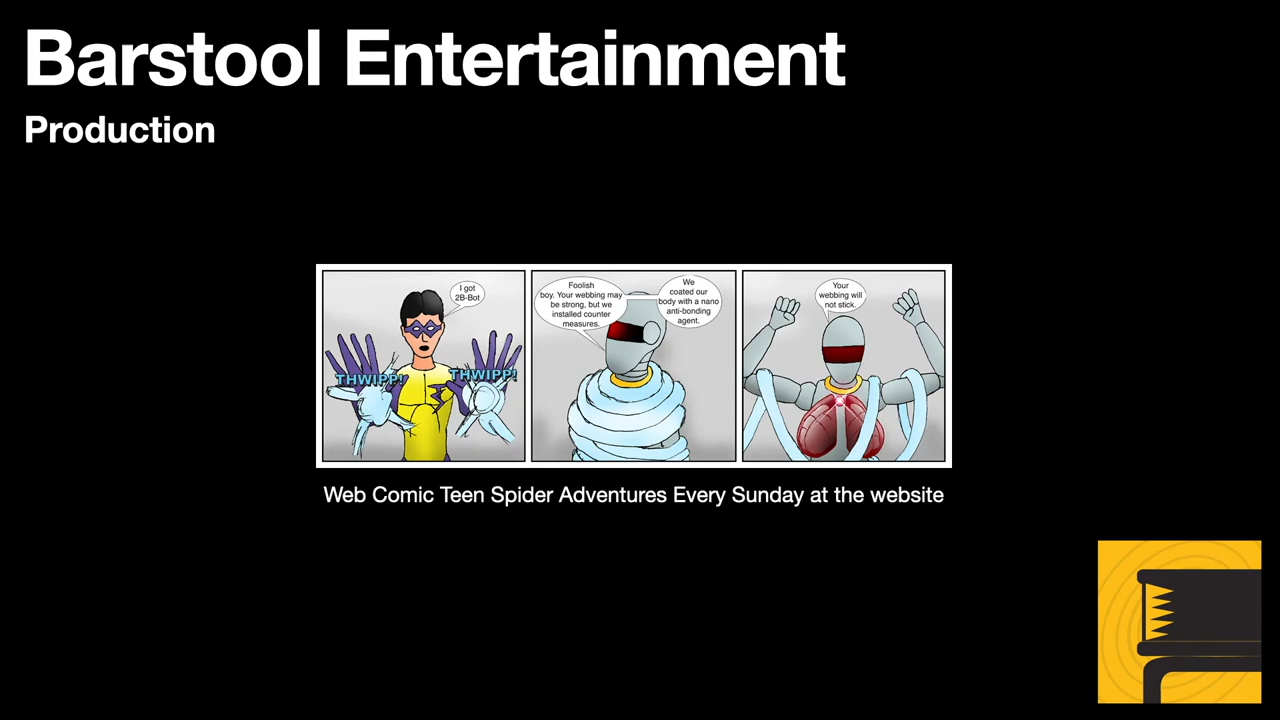 Barstool Entertainment
Production
I got
2B-Bot
THWIPP!
THWIPP!
Foolish
boy. Your webbing may
be strong, but we
installed counter
measures.
We
coated our
body with a nano
anti-bonding
agent.
Your
webbing will
not stick.
Web Comic Teen Spider Adventures Every Sunday at the website